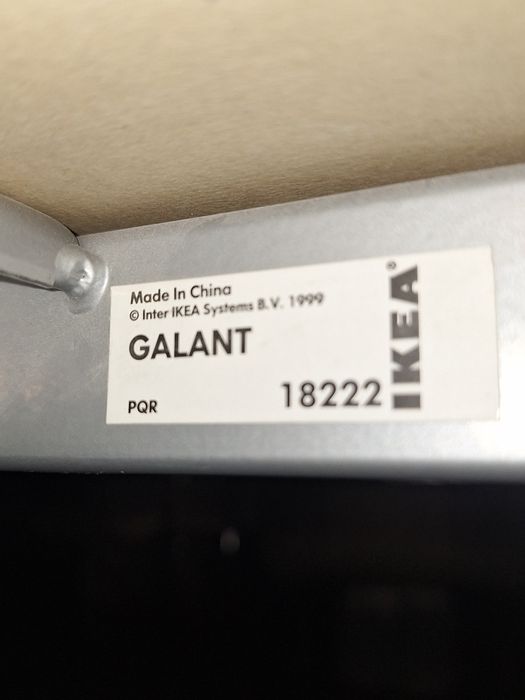 Made In China
© Inter IKEA Systems B.V. 1999
GALANT
PQR
18222
IKEA®